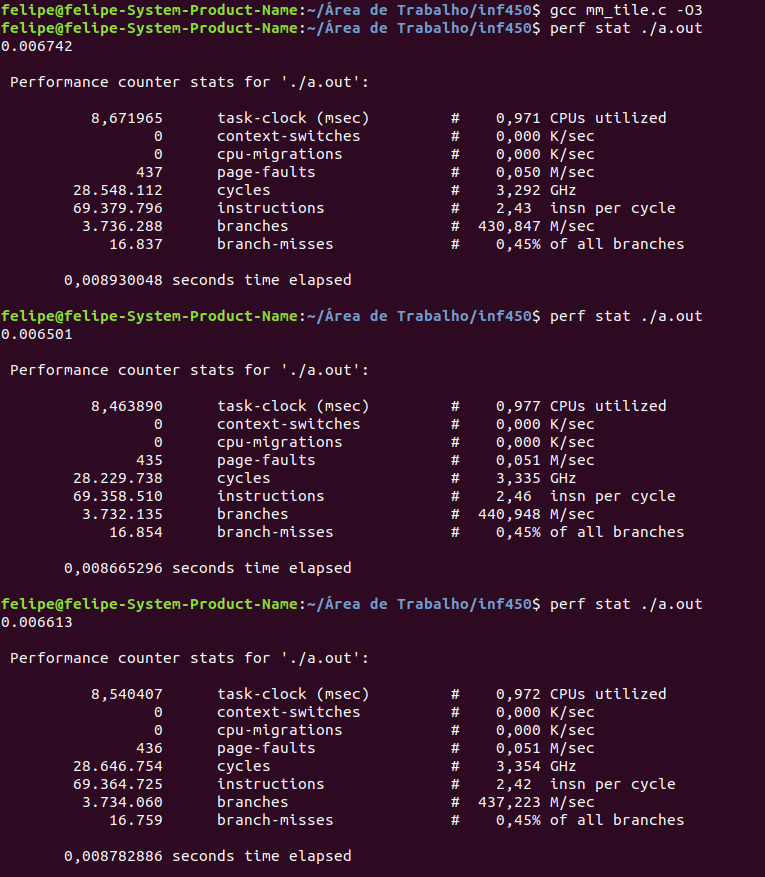 felipe@felipe-System-Product-Name:~/Área de Trabalho/inf450$ gcc mm_tile.c -O3
felipe@felipe-System-Product-Name:~/Área de Trabalho/inf450$ perf stat ./a.out
0.006742
Performance counter stats for './a.out':
8,671965 task-clock (msec) # 0,971 CPUs utilized
0 context-switches # 0,000 K/sec
0 cpu-migrations # 0,000 K/sec
437 page-faults # 0,050 M/sec
28.548.112 cycles # 3,292 GHz
69.379.796 instructions # 2,43 insn per cycle
3.736.288 branches # 430,847 M/sec
16.837 branch-misses # 0,45% of all branches
0,008930048 seconds time elapsed
felipe@felipe-System-Product-Name:~/Área de Trabalho/inf450$ perf stat ./a.out
0.006501
Performance counter stats for './a.out':
8,463890 task-clock (msec) # 0,977 CPUs utilized
0 context-switches # 0,000 K/sec
0 cpu-migrations # 0,000 K/sec
435 page-faults # 0,051 M/sec
28.229.738 cycles # 3,335 GHz
69.358.510 instructions # 2,46 insn per cycle
3.732.135 branches # 440,948 M/sec
16.854 branch-misses # 0,45% of all branches
0,008665296 seconds time elapsed
felipe@felipe-System-Product-Name:~/Área de Trabalho/inf450$ perf stat ./a.out
0.006613
Performance counter stats for './a.out':
8,540407 task-clock (msec) # 0,972 CPUs utilized
0 context-switches # 0,000 K/sec
0 cpu-migrations # 0,000 K/sec
436 page-faults # 0,051 M/sec
28.646.754 cycles # 3,354 GHz
69.364.725 instructions # 2,42 insn per cycle
3.734.060 branches # 437,223 M/sec
16.759 branch-misses # 0,45% of all branches
0,008782886 seconds time elapsed